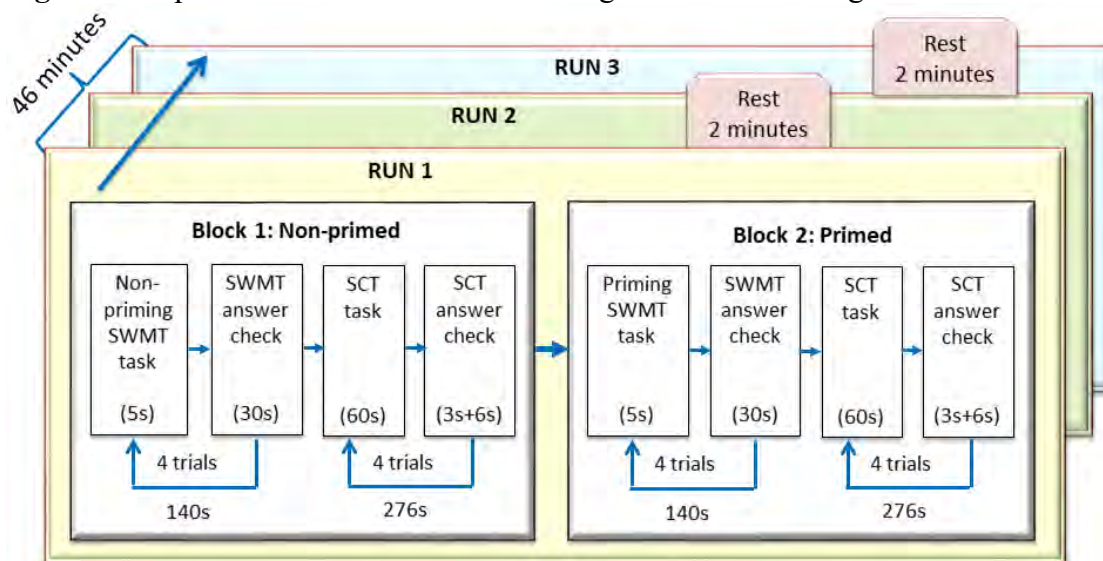 46 minutes
Rest
2 minutes
RUN 3
Rest
2 minutes
RUN 2
RUN 1
Block 1: Non-primed
Non-
priming
SWMT
task
(5s)
SWMT
answer
check
(30s)
SCT
task
(60s)
SCT
answer
check
(3s+6s)
4 trials
140s
4 trials
276s
Block 2: Primed
Priming
SWMT
task
(5s)
SWMT
answer
check
(30s)
SCT
task
(60s)
SCT
answer
check
(3s+6s)
4 trials
140s
4 trials
276s